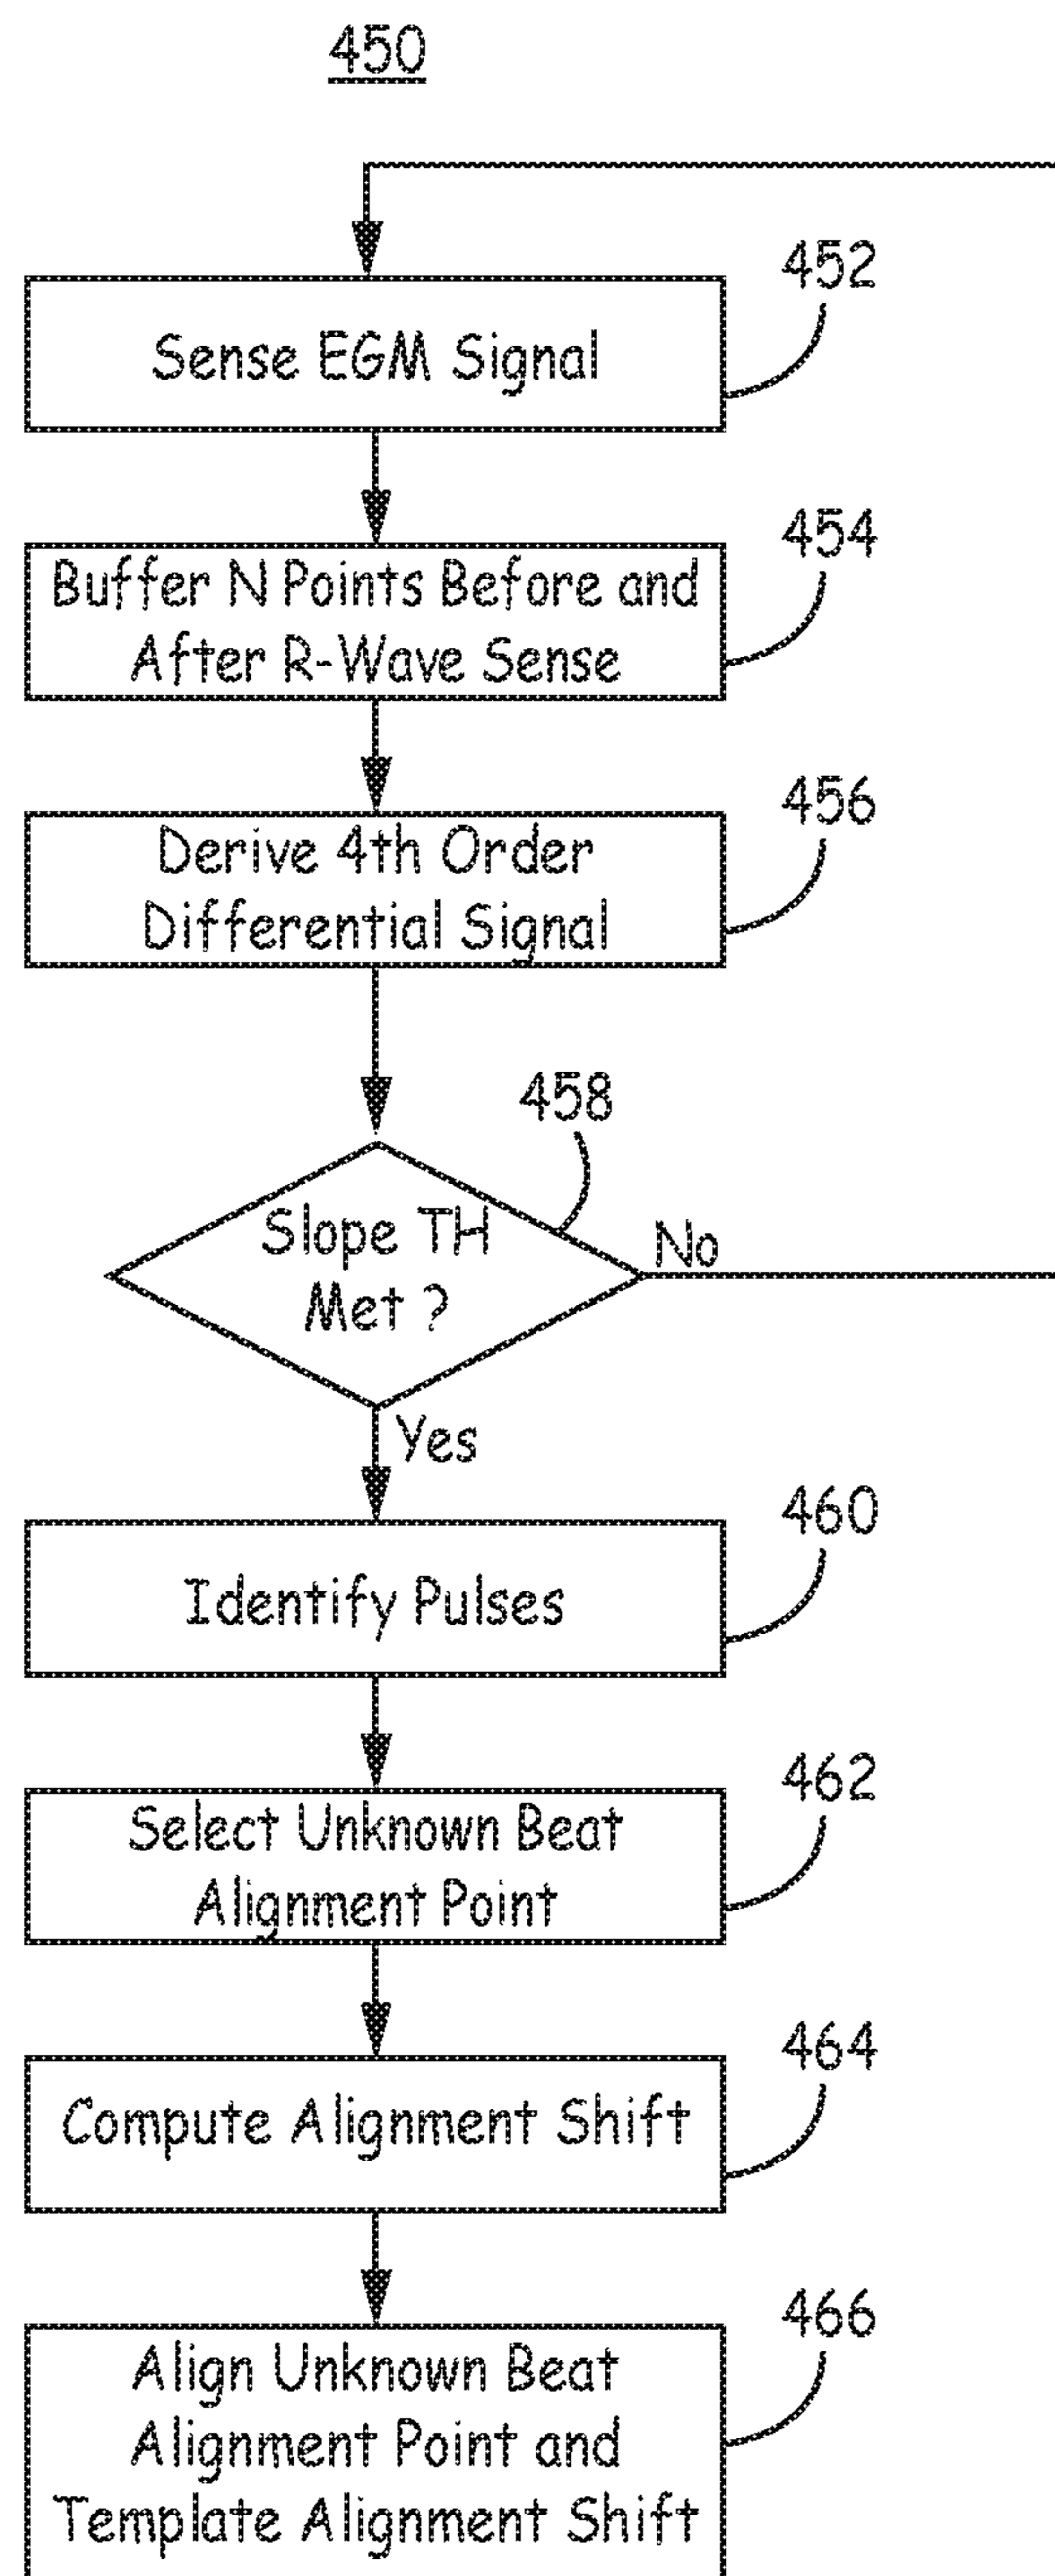 450
452
Sense EGM Signal
454
Buffer N Points Before and
After R-Wave Sense
456
Derive 4th Order
Differential Signal
458
Slope TH
Met ?
No
Yes
460
Identify Pulses
462
Select Unknown Beat
Alignment Point
464
Compute Alignment Shift
466
Align Unknown Beat
Alignment Point and
Template Alignment Shift